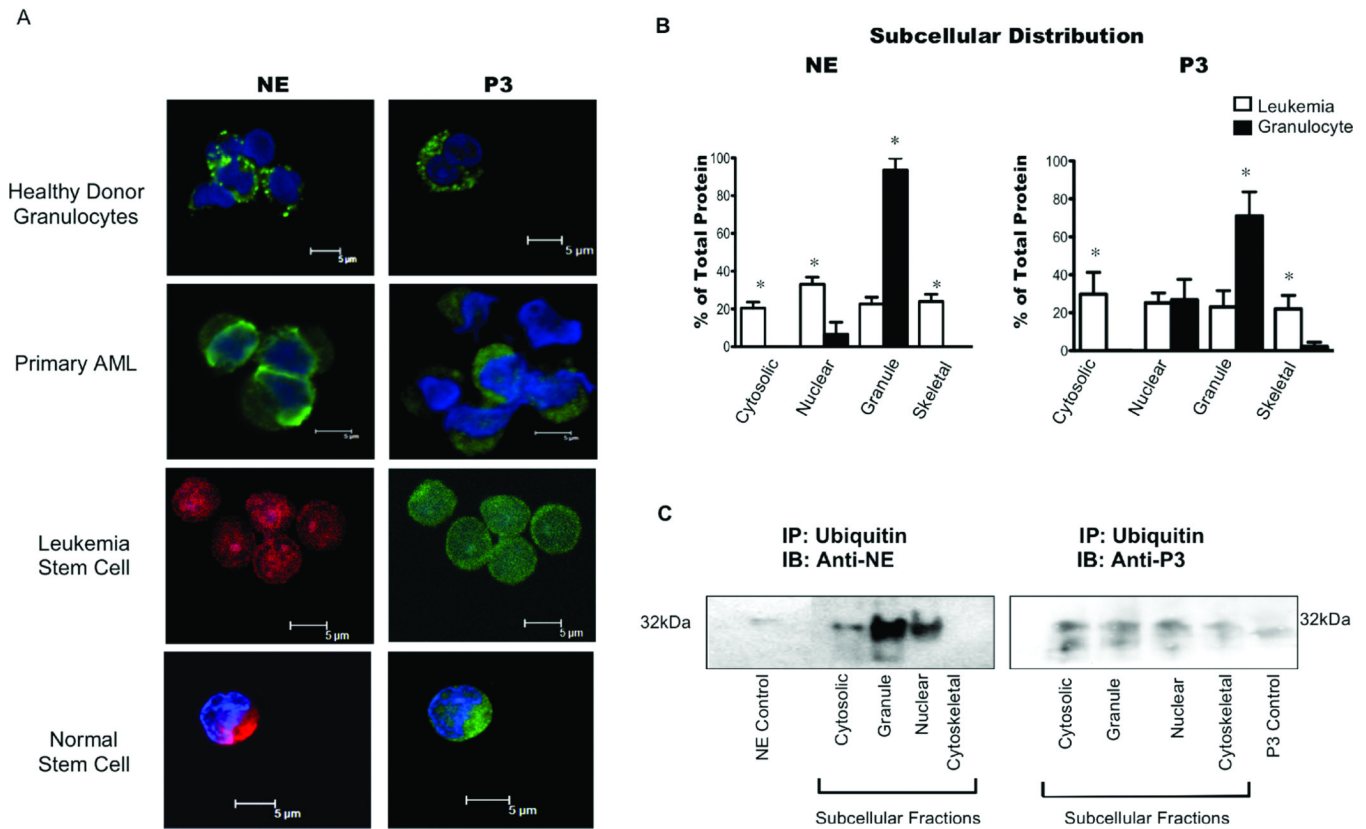 A
NE
P3
Healthy Donor
Granulocytes
5 µm
5 µm
Primary AML
5 µm
5 µm
Leukemia
Stem Cell
5 µm
5 µm
Normal
Stem Cell
5 µm
5 µm
B
Subcellular Distribution
NE
P3
Leukemia
Granulocyte
% of Total Protein
100
80
60
40
20
0
*
*
*
*
Cytosolic
Nuclear
Granule
Skeletal
% of Total Protein
100
80
60
40
20
0
*
*
*
Cytosolic
Nuclear
Granule
Skeletal
C
IP: Ubiquitin
IB: Anti-NE
IP: Ubiquitin
IB: Anti-P3
32kDa
32kDa
NE Control
Cytosolic
Granule
Nuclear
Cytoskeletal
Subcellular Fractions
Cytosolic
Granule
Nuclear
Cytoskeletal
P3 Control
Subcellular Fractions